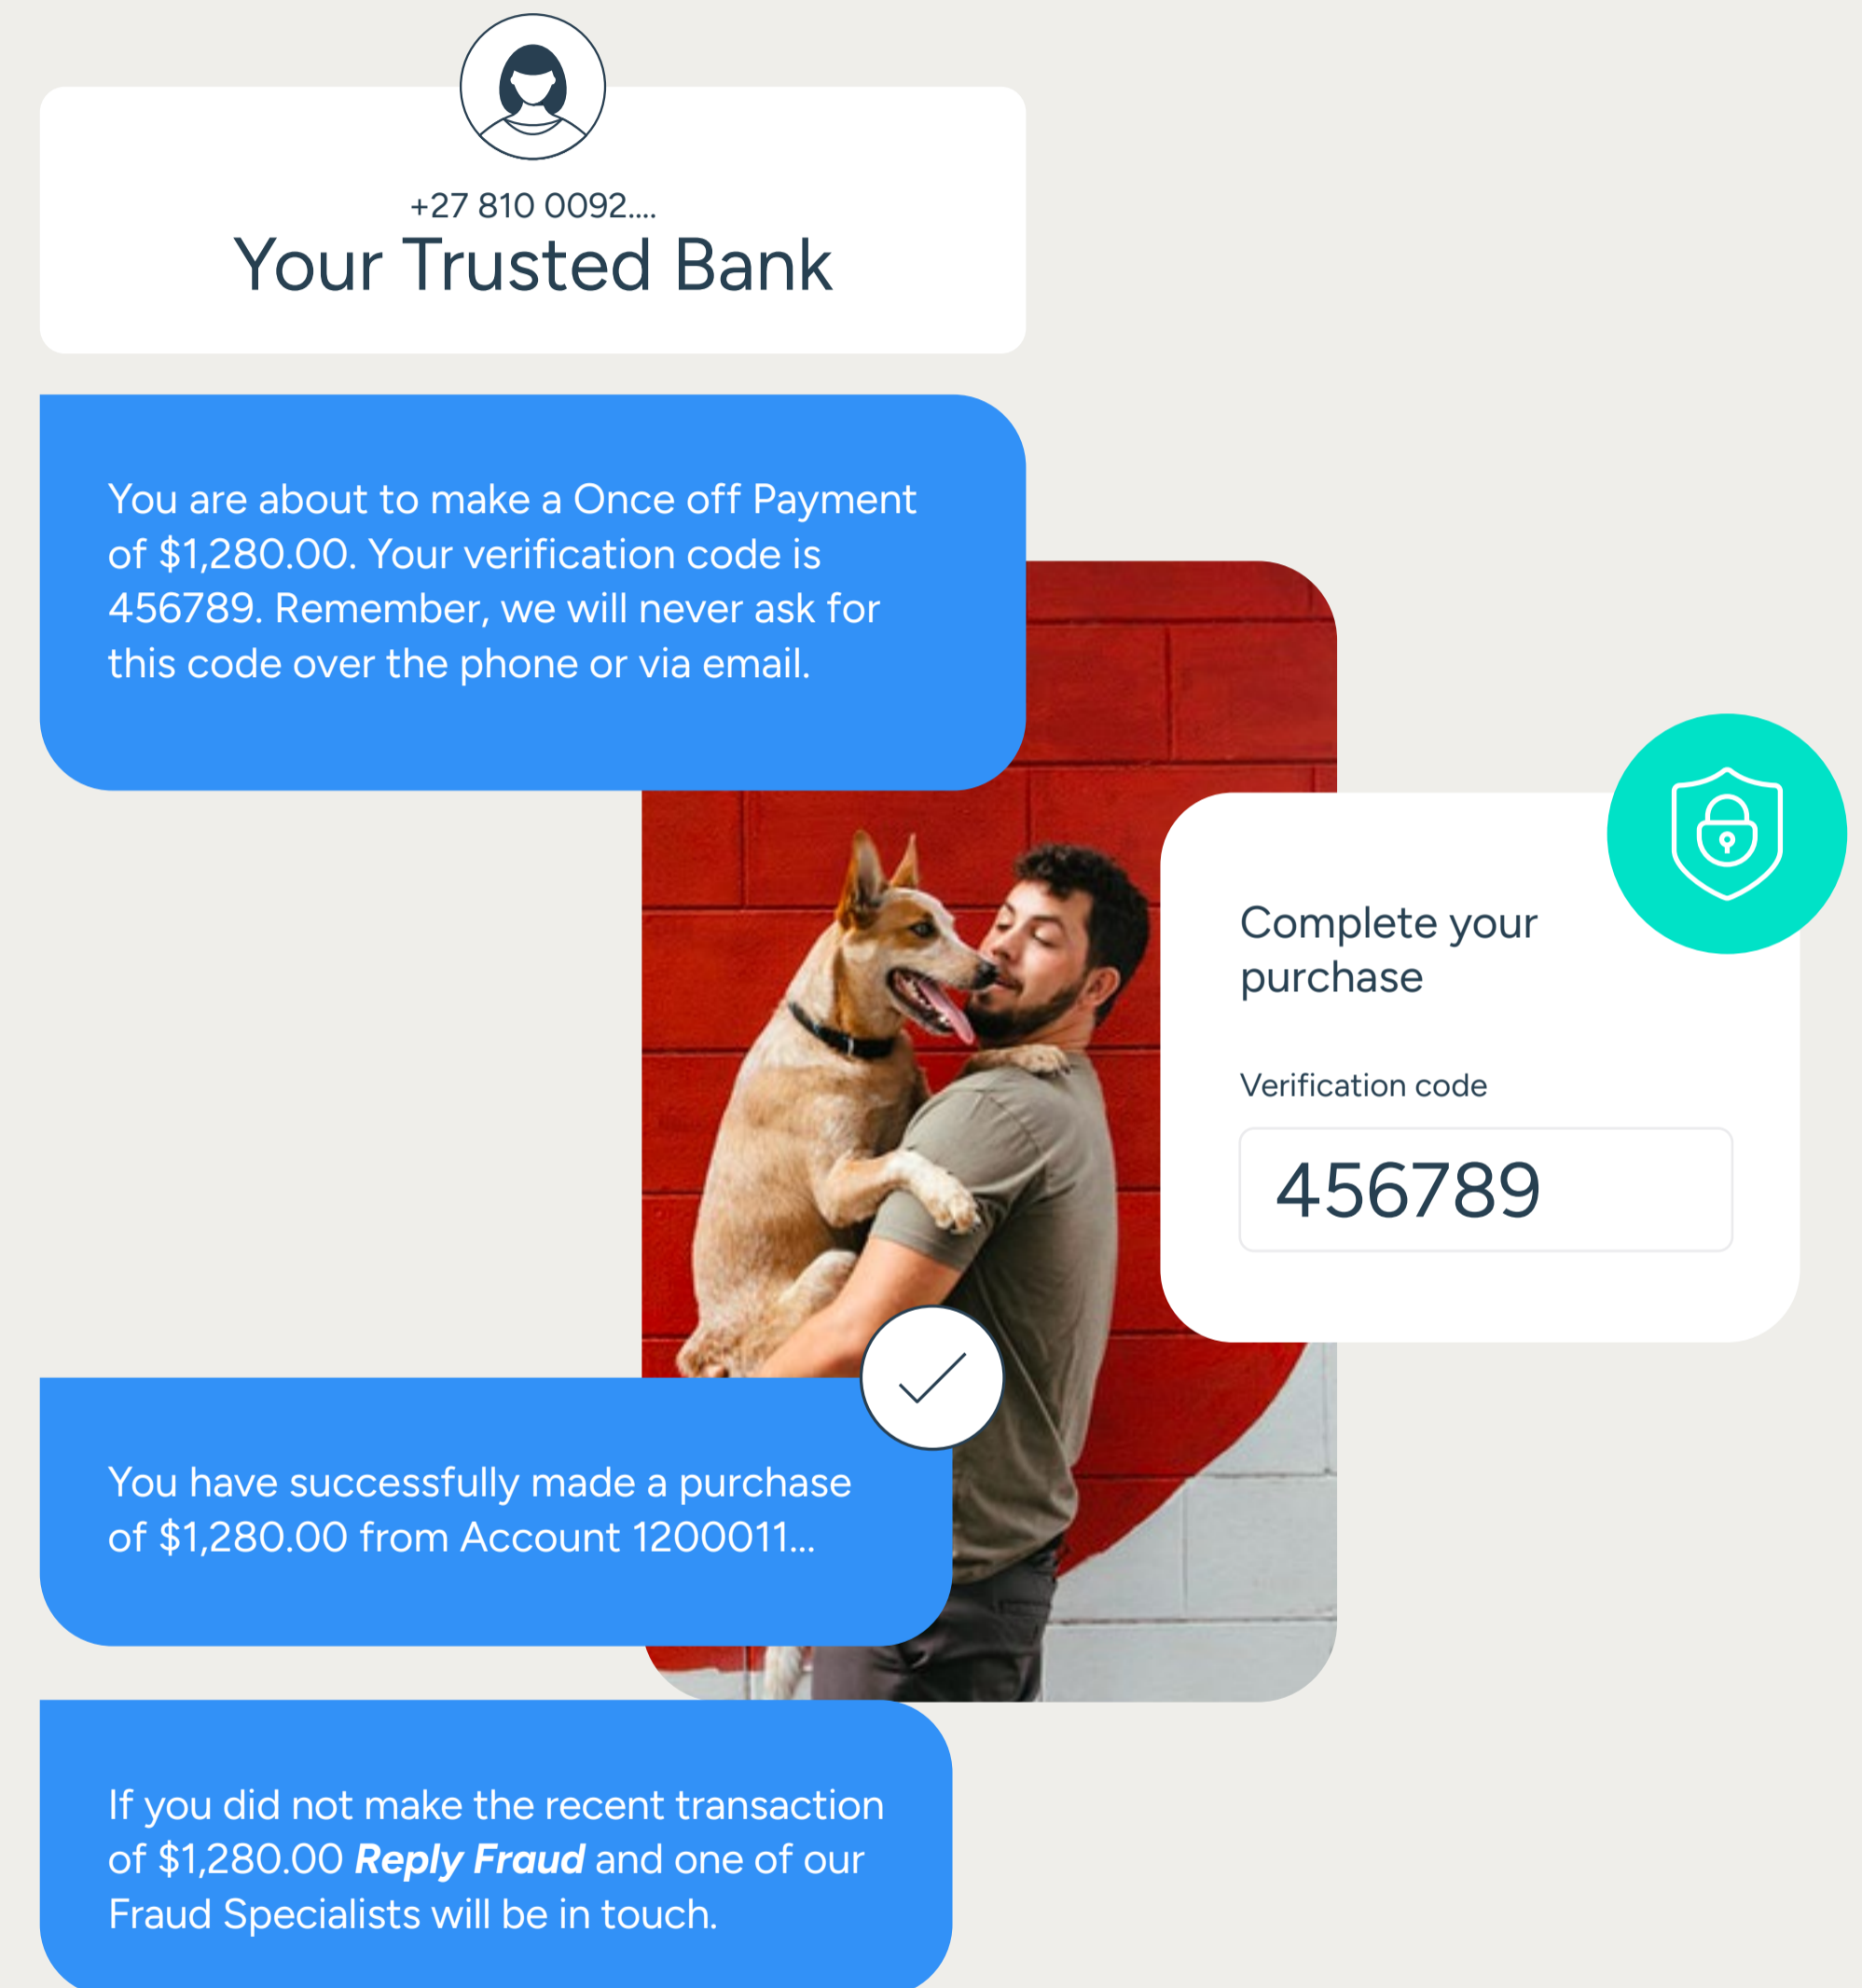 +27 810 0092....
Your Trusted Bank
You are about to make a Once off Payment
of $1,280.00. Your verification code is
456789. Remember, we will never ask for
this code over the phone or via email.
Complete your
purchase
Verification code
456789
You have successfully made a purchase
of $1,280.00 from Account 1200011...
If you did not make the recent transaction
of $1,280.00 Reply Fraud and one of our
Fraud Specialists will be in touch.